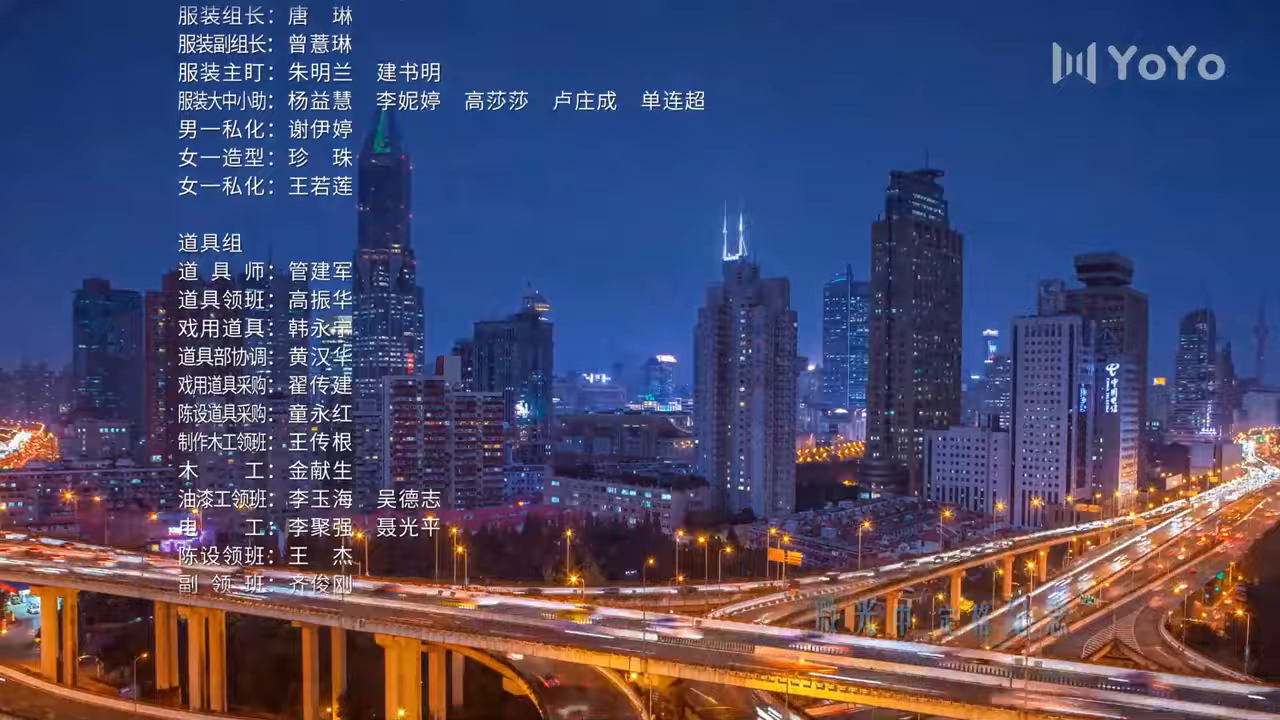 服装组长：唐　琳
服装副组长：曾薏琳
服装主盯：朱明兰　建书明
服装大中小助：杨益慧　李妮婷　高莎莎　卢庄成　单连超
男一私化：谢伊婷
女一造型：珍　珠
女一私化：王若莲
道具组
道 具 师：管建军
道具领班：高振华
戏用道具：韩永宗
道具部协调：黄汉华
戏用道具采购：翟传建
陈设道具采购：童永红
制作木工领班：王传根
木　　工：金献生
油漆工领班：李玉海　吴德志
电　　工：李聚强　聂光平
陈设领班：王　杰
副 领 班：齐俊刚
YoYo
中国电信